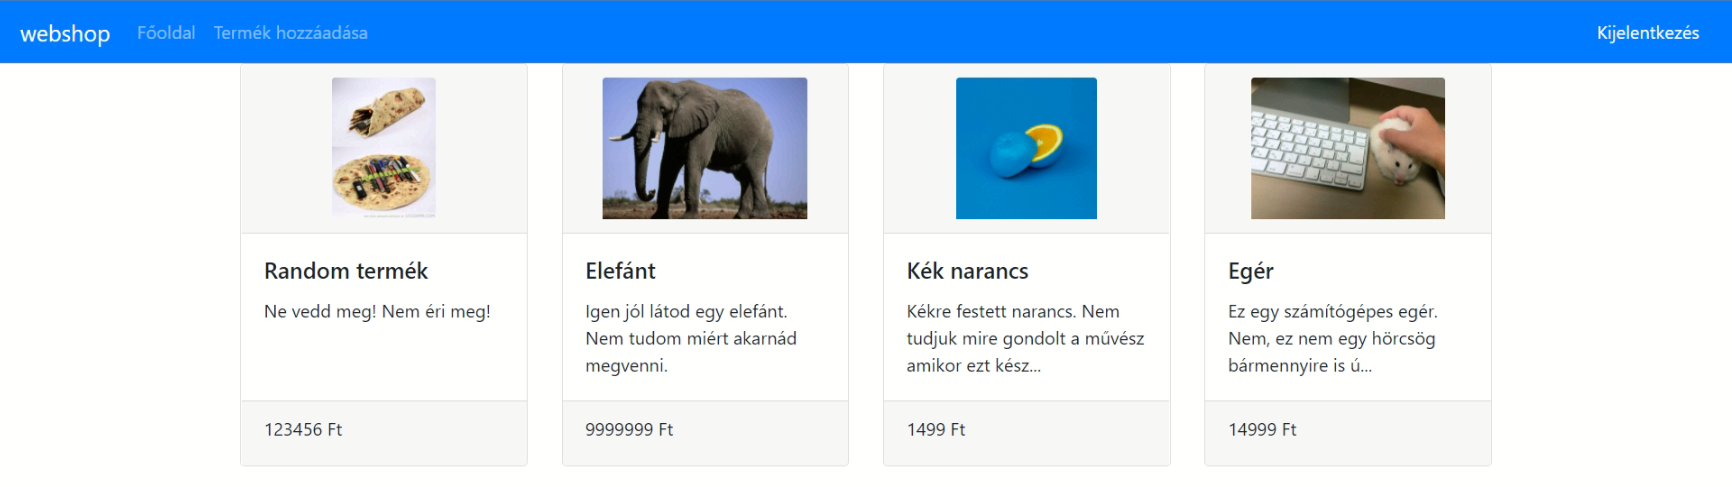 webshop Főoldal Termék hozzáadása Kijelentkezés
Random termék
Ne vedd meg! Nem éri meg!
123456 Ft
Elefánt
Igen jól látod egy elefánt.
Nem tudom miért akarnád
megvenni.
9999999 Ft
Kék narancs
Kékre festett narancs. Nem
tudjuk mire gondolt a művész
amikor ezt kész...
1499 Ft
Egér
Ez egy számítógépes egér.
Nem, ez nem egy hörcsög
bármennyire is ú...
14999 Ft